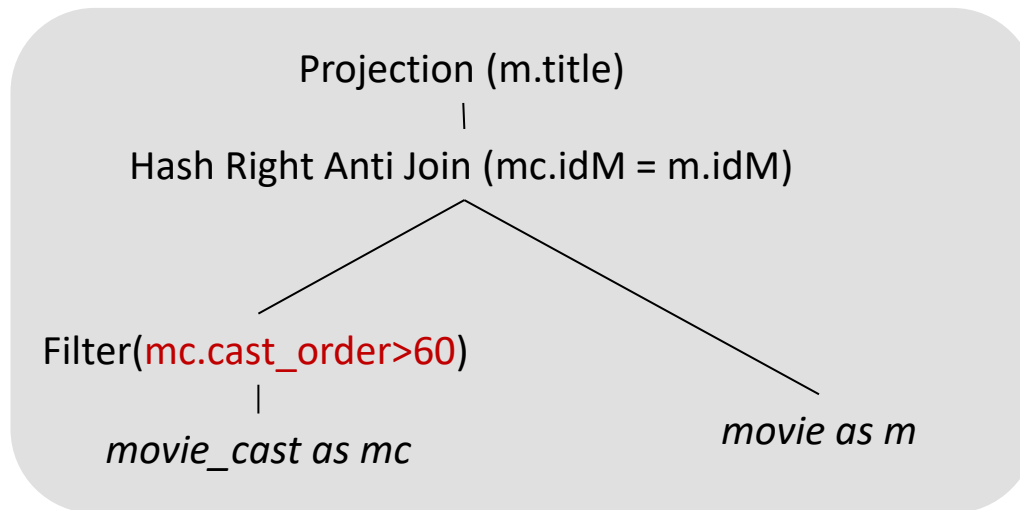 Projection (m.title)
Hash Right Anti Join (mc.idM = m.idM)
Filter(mc.cast_order>60)
movie_cast as mc
movie as m